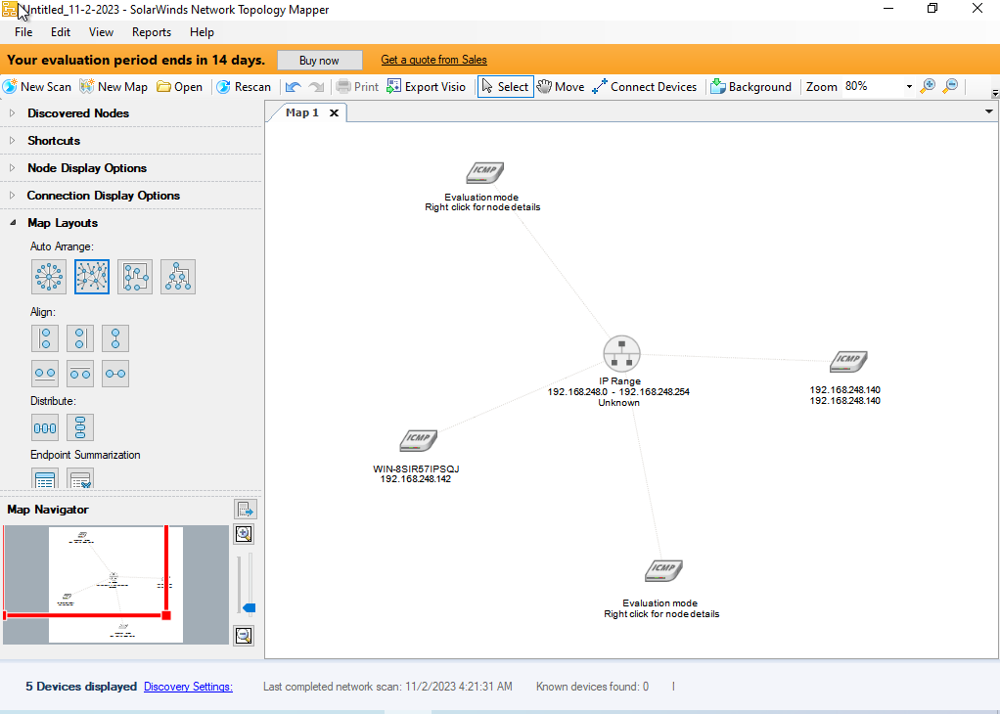 Untitled_11-2-2023 - SolarWinds Network Topology Mapper
File Edit View Reports Help
Your evaluation period ends in 14 days. Buy now Get a quote from Sales
New Scan New Map Open Rescan Print Export Visio Select Move Connect Devices Background Zoom 80%
Discovered Nodes
Shortcuts
Node Display Options
Connection Display Options
Map Layouts
Auto Arrange:
Align:
Distribute:
Endpoint Summarization
Map Navigator
Map 1
ICMP
Evaluation mode
Right click for node details
IP Range
192.168.248.0 - 192.168.248.254
Unknown
ICMP
192.168.248.140
192.168.248.140
ICMP
WIN-8SIR57IPSQJ
192.168.248.142
ICMP
Evaluation mode
Right click for node details
5 Devices displayed Discovery Settings: Last completed network scan: 11/2/2023 4:21:31 AM Known devices found: 0 I